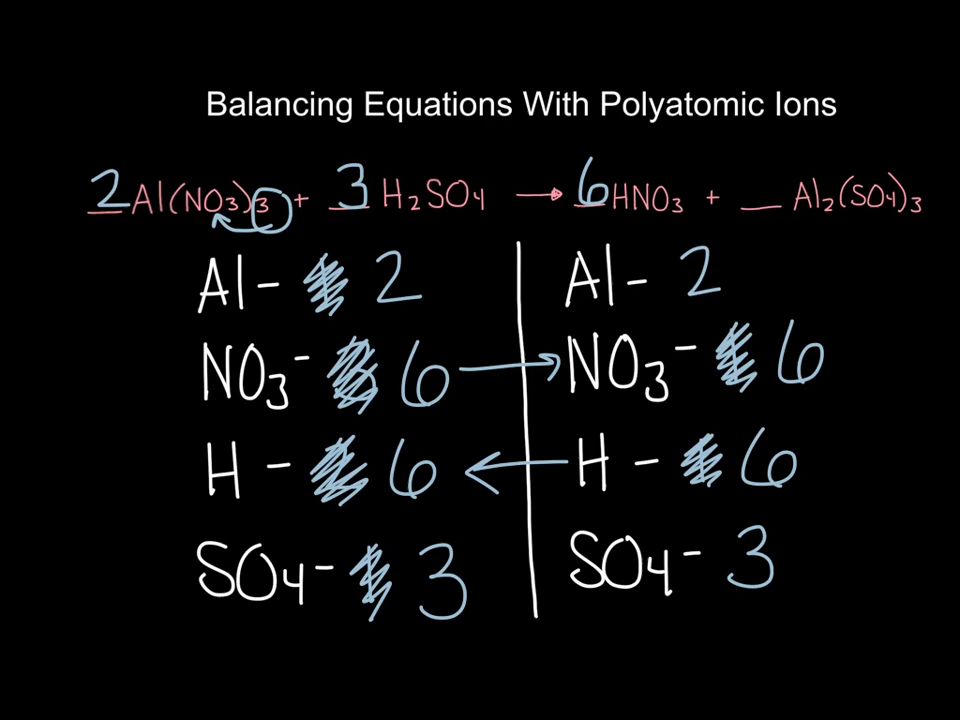 Balancing Equations With Polyatomic Ions
2 Al(NO3)3 + 3 H2SO4 → 6 HNO3 + __ Al2(SO4)3
Al - 2 Al - 2
NO3 - 6 → NO3 - 6
H - 6 ← H - 6
SO4 - 3 SO4 - 3